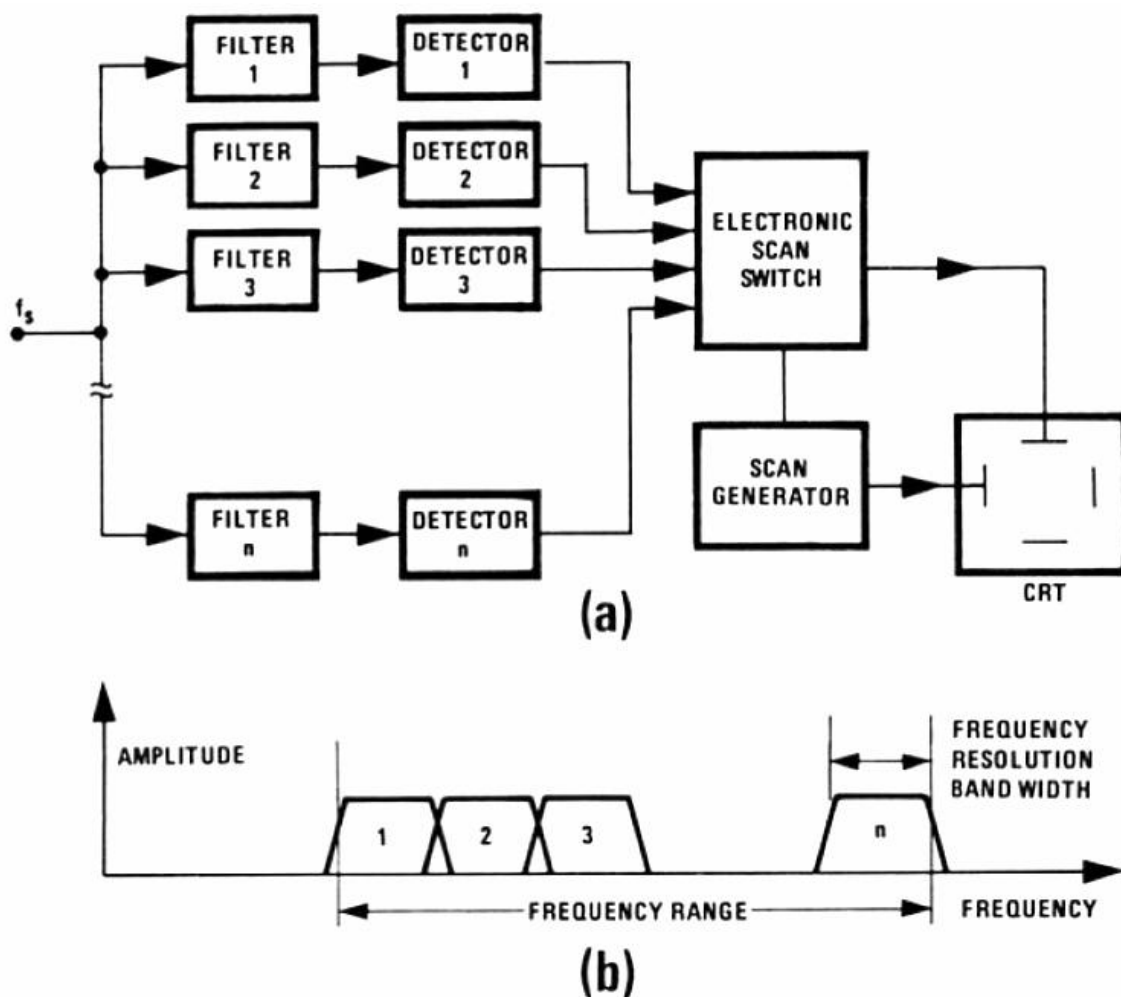 FILTER
1
DETECTOR
1
FILTER
2
DETECTOR
2
FILTER
3
DETECTOR
3
ELECTRONIC
SCAN
SWITCH
fs
SCAN
GENERATOR
FILTER
n
DETECTOR
n
CRT
(a)
AMPLITUDE
FREQUENCY
RESOLUTION
BAND WIDTH
1
2
3
n
FREQUENCY RANGE
FREQUENCY
(b)